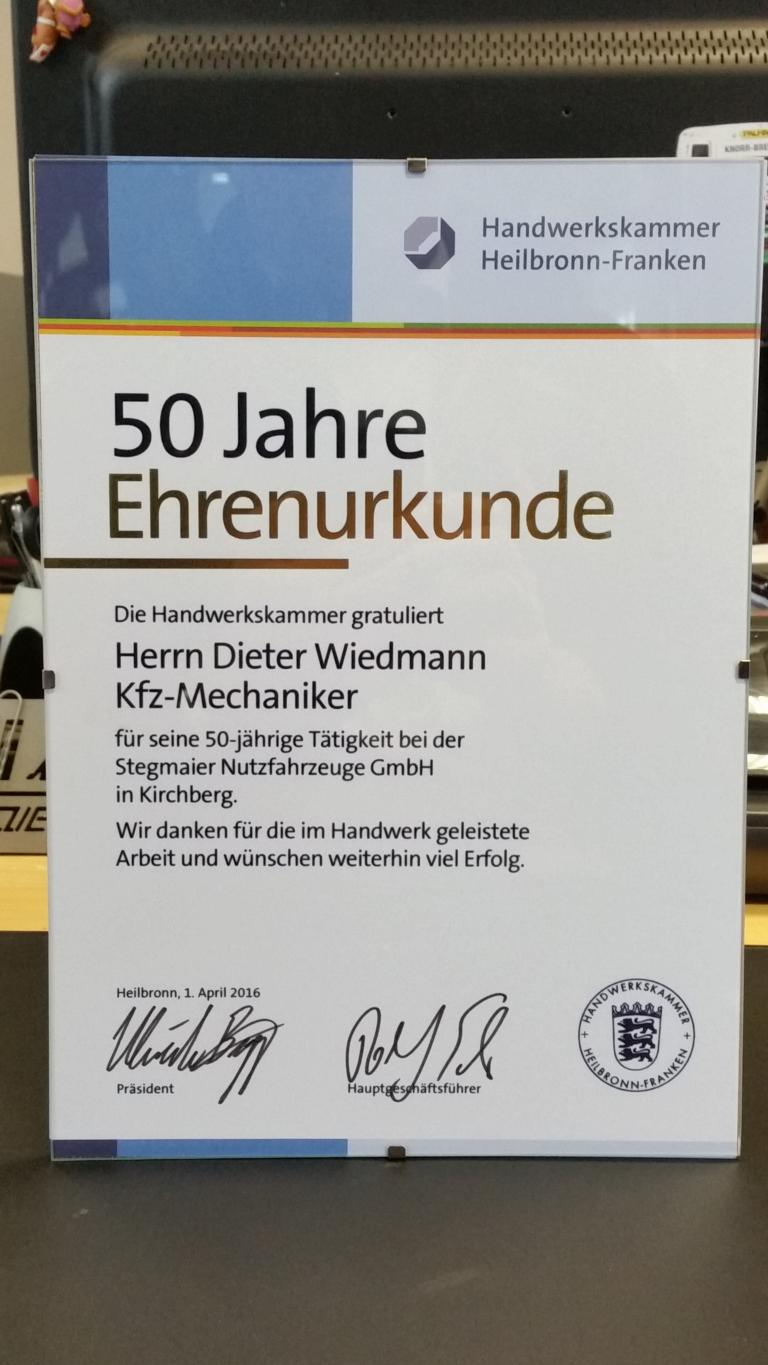 KNORR-BRE
Handwerkskammer
Heilbronn-Franken
50 Jahre
Ehrenurkunde
Die Handwerkskammer gratuliert
Herrn Dieter Wiedmann
Kfz-Mechaniker
für seine 50-jährige Tätigkeit bei der
Stegmaier Nutzfahrzeuge GmbH
in Kirchberg.
Wir danken für die im Handwerk geleistete
Arbeit und wünschen weiterhin viel Erfolg.
Heilbronn, 1. April 2016
Präsident
Hauptgeschäftsführer
HANDWERKSKAMMER
HEILBRONN-FRANKEN